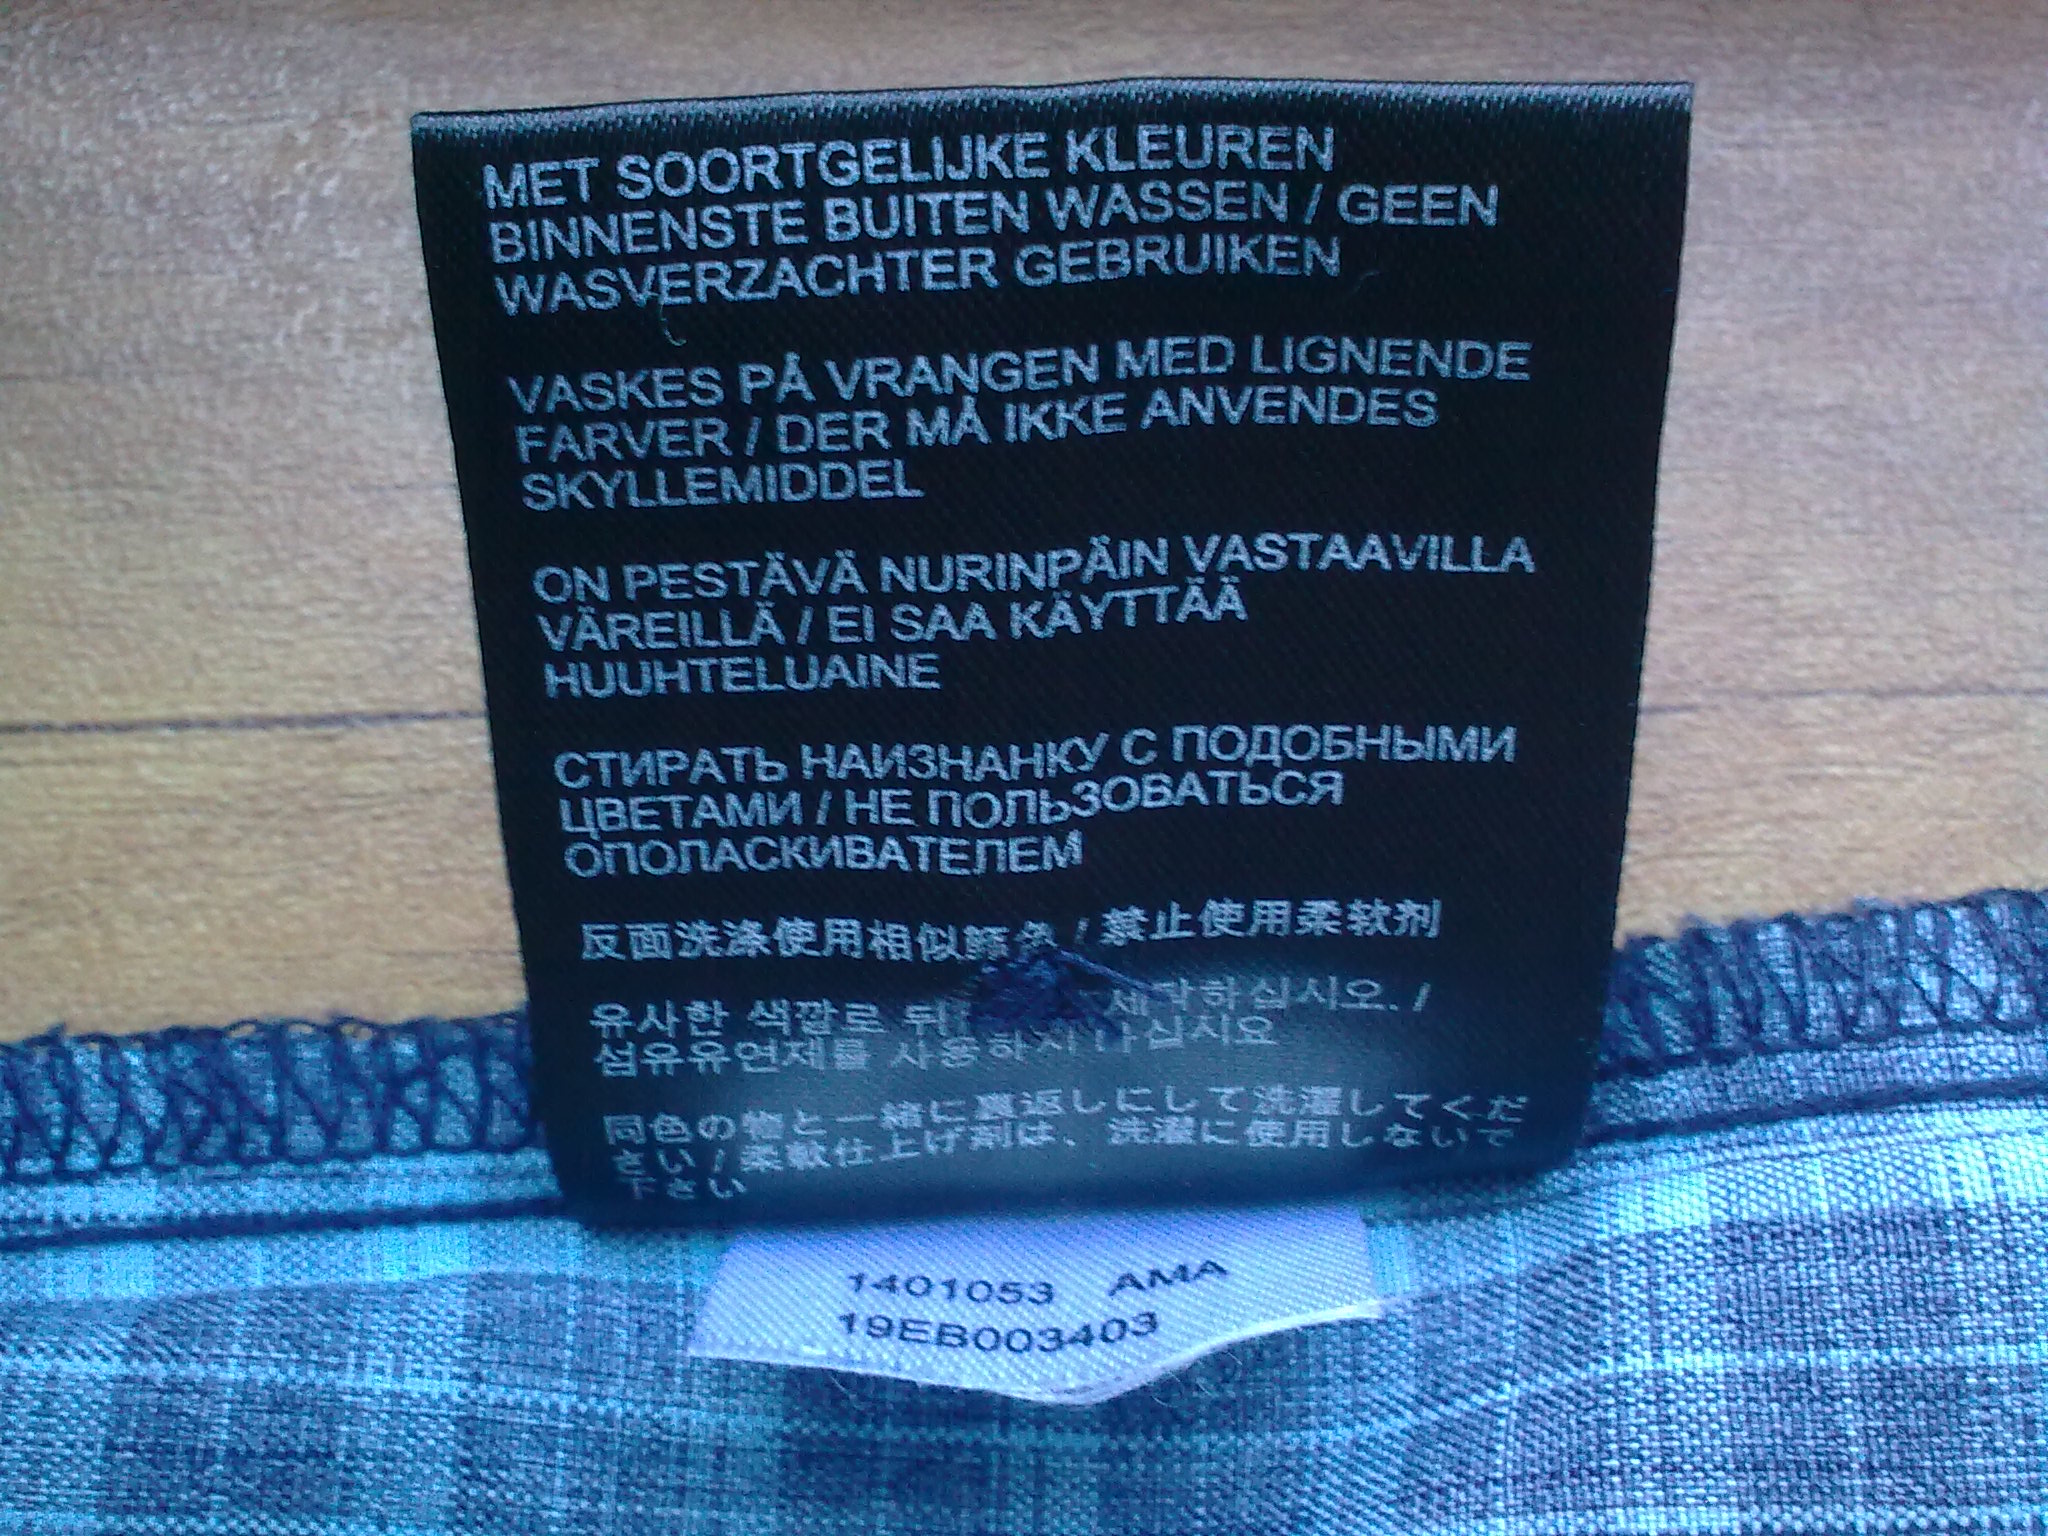 MET SOORTGELIJKE KLEUREN
BINNENSTE BUITEN WASSEN / GEEN
WASVERZACHTER GEBRUIKEN
VASKES PÅ VRANGEN MED LIGNENDE
FARVER / DER MÅ IKKE ANVENDES
SKYLLEMIDDEL
ON PESTÄVÄ NURINPÄIN VASTAAVILLA
VÄREILLÄ / EI SAA KÄYTTÄÄ
HUUHTELUAINE
СТИРАТЬ НАИЗНАНКУ С ПОДОБНЫМИ
ЦВЕТАМИ / НЕ ПОЛЬЗОВАТЬСЯ
ОПОЛАСКИВАТЕЛЕМ
反面洗涤使用相似颜色 / 禁止使用柔软剂
유사한 색깔로 세탁하십시오. /
섬유유연제를 사용하지 마십시요
同色の物と一緒に裏返しにして洗濯してくだ
さい / 柔軟仕上げ剤は、洗濯に使用しないで
下さい
1401053 AMA
19EB003403